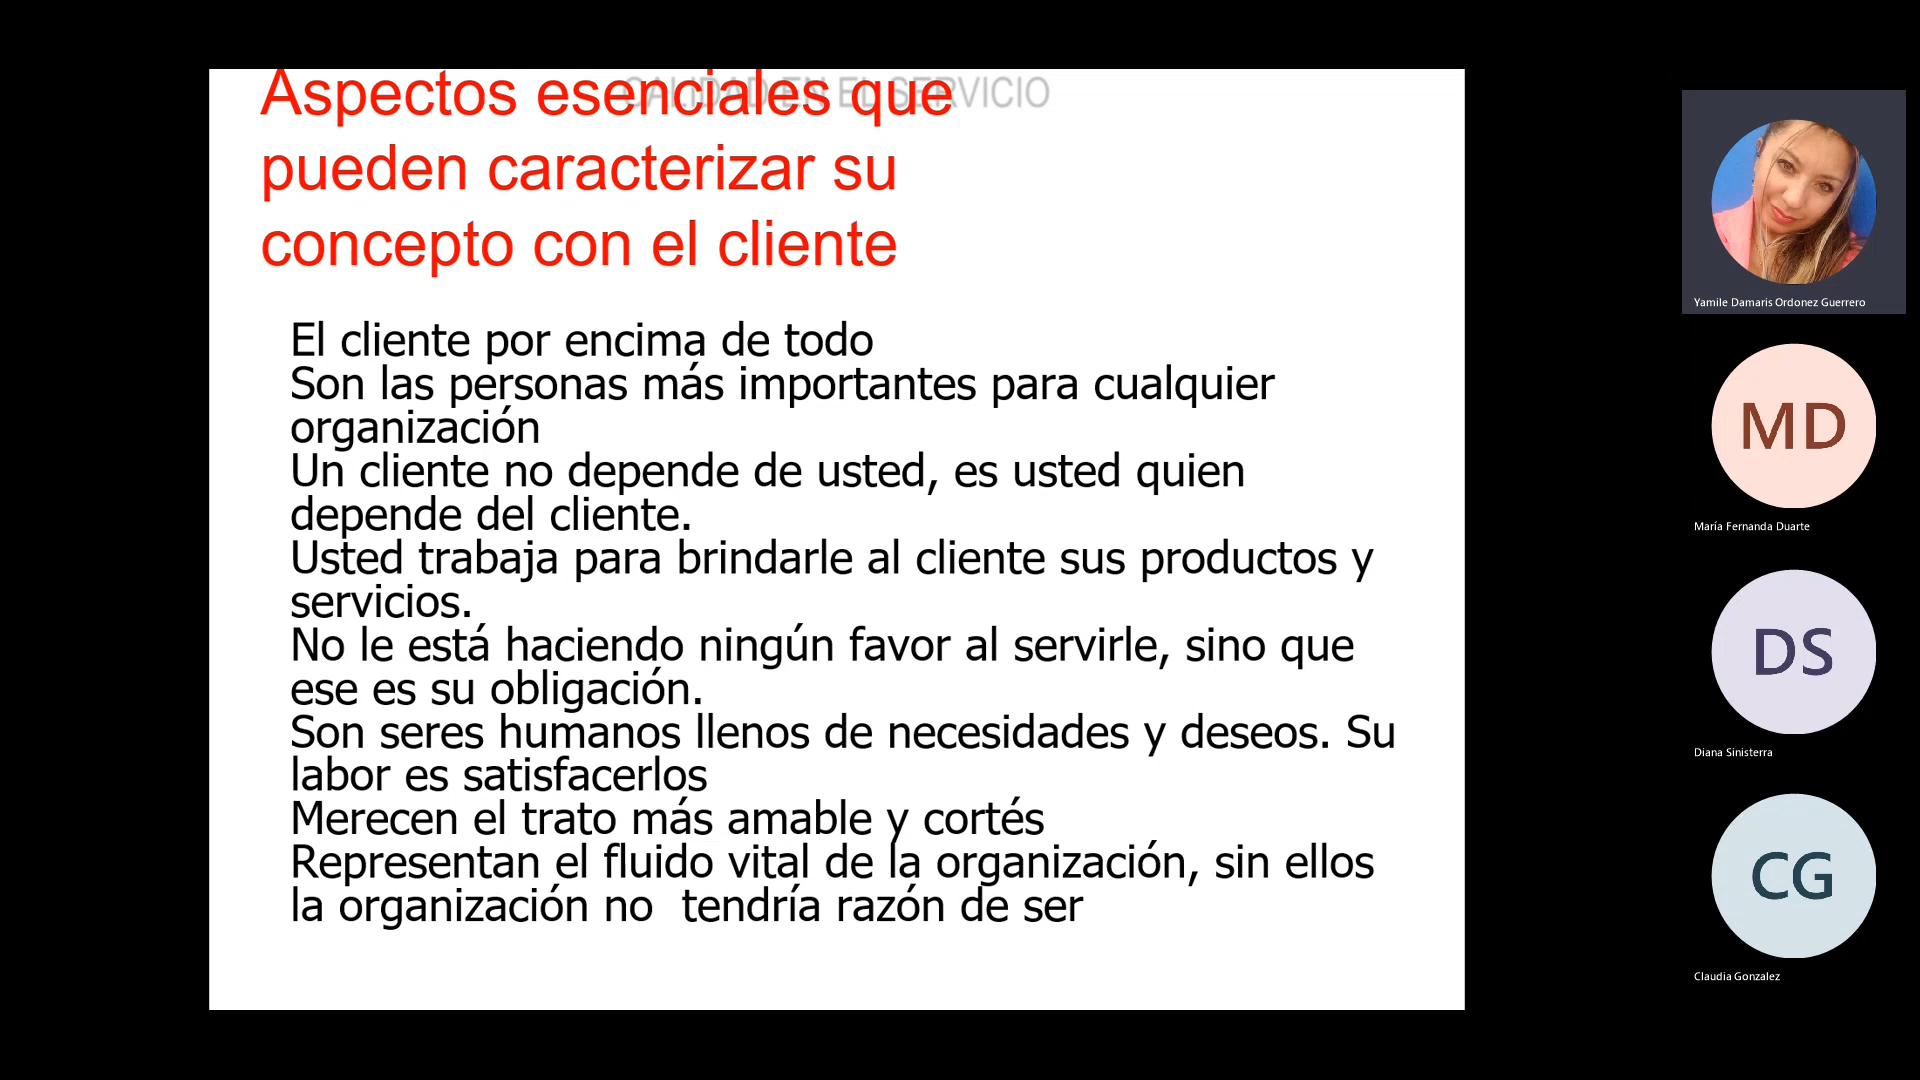 CALIDAD EN EL SERVICIO
Aspectos esenciales que
pueden caracterizar su
concepto con el cliente
El cliente por encima de todo
Son las personas más importantes para cualquier
organización
Un cliente no depende de usted, es usted quien
depende del cliente.
Usted trabaja para brindarle al cliente sus productos y
servicios.
No le está haciendo ningún favor al servirle, sino que
ese es su obligación.
Son seres humanos llenos de necesidades y deseos. Su
labor es satisfacerlos
Merecen el trato más amable y cortés
Representan el fluido vital de la organización, sin ellos
la organización no  tendría razón de ser
Yamile Damaris Ordonez Guerrero
MD
María Fernanda Duarte
DS
Diana Sinisterra
CG
Claudia Gonzalez